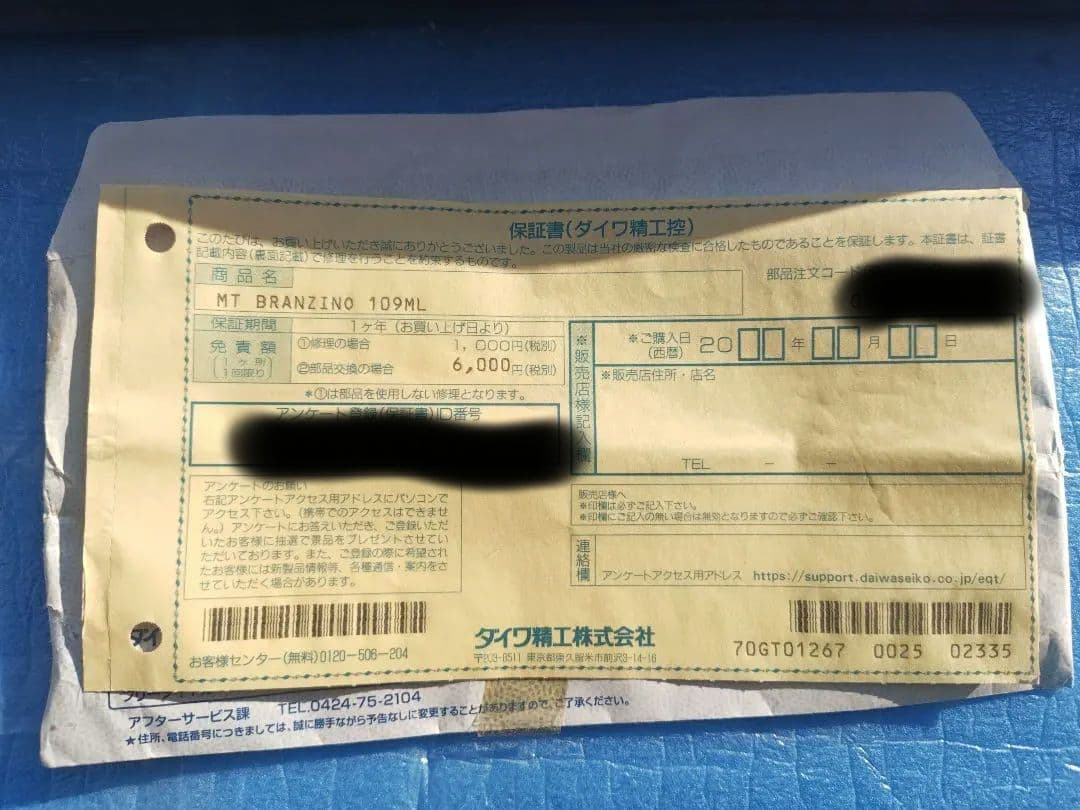 保証書(ダイワ精工控)
このたびは、お買い上げいただき誠にありがとうございました。この製品は当社の厳密な検査に合格したものであることを保証します。本証書は、証書
記載内容(裏面記載)で修理を行うことを約束するものです。
商品名
部品注文コード
MT BRANZINO 109ML
保証期間 1ヶ年(お買い上げ日より)
免責額
(1ヶ所1回限り)
①修理の場合 1,000円(税別)
②部品交換の場合 6,000円(税別)
*①は部品を使用しない修理となります。
※販売店様記入欄
※ご購入日(西暦) 20 年 月 日
※販売店住所・店名
TEL － －
アンケート登録(保証書)ID番号
アンケートのお願い
右記アンケートアクセス用アドレスにパソコンで
アクセス下さい。(携帯でのアクセスはできませ
ん。)アンケートにお答えいただき、ご登録いただ
いたお客様に抽選で景品をプレゼントさせてい
ただいております。また、ご登録の際に希望され
たお客様には新製品情報等、各種通信・案内をさ
せていただく場合があります。
販売店様へ
※印欄は必ずご記入下さい。
※印欄にご記入の無い場合は無効となりますので必ずご確認下さい。
連絡欄
アンケートアクセス用アドレス https://support.daiwaseiko.co.jp/eqt/
お客様センター(無料)0120-506-204
ダイワ精工株式会社
〒203-8511 東京都東久留米市前沢3-14-16
70GT01267 0025 02335
ダイ
アフターサービス課 TEL.0424-75-2104
★住所、電話番号につきましては、誠に勝手ながら予告なしに変更することがありますので、ご了承ください。